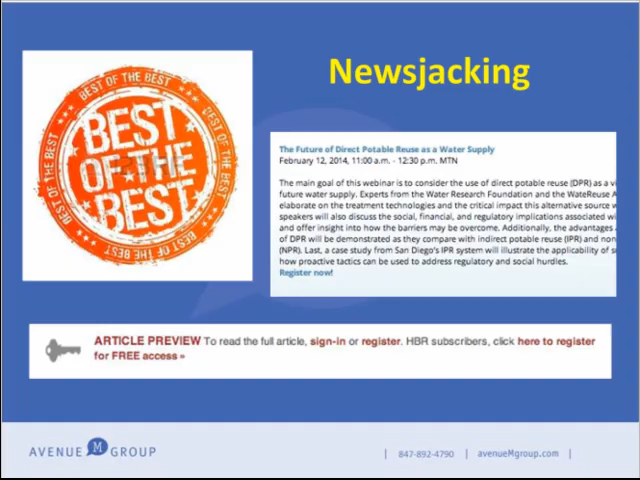 Newsjacking
BEST OF THE BEST
BEST OF THE BEST
BEST OF THE BEST
BEST OF THE BEST
BEST
OF THE
BEST
The Future of Direct Potable Reuse as a Water Supply
February 12, 2014, 11:00 a.m. - 12:30 p.m. MTN
The main goal of this webinar is to consider the use of direct potable reuse (DPR) as a
future water supply. Experts from the Water Research Foundation and the WateReuse
elaborate on the treatment technologies and the critical impact this alternative source
speakers will also discuss the social, financial, and regulatory implications associated
and offer insight into how the barriers may be overcome. Additionally, the advantages
of DPR will be demonstrated as they compare with indirect potable reuse (IPR) and
(NPR). Last, a case study from San Diego's IPR system will illustrate the applicability of
how proactive tactics can be used to address regulatory and social hurdles.
Register now!
ARTICLE PREVIEW To read the full article, sign-in or register. HBR subscribers, click here to register
for FREE access »
AVENUE M GROUP
| 847-892-4790 | avenueMgroup.com |